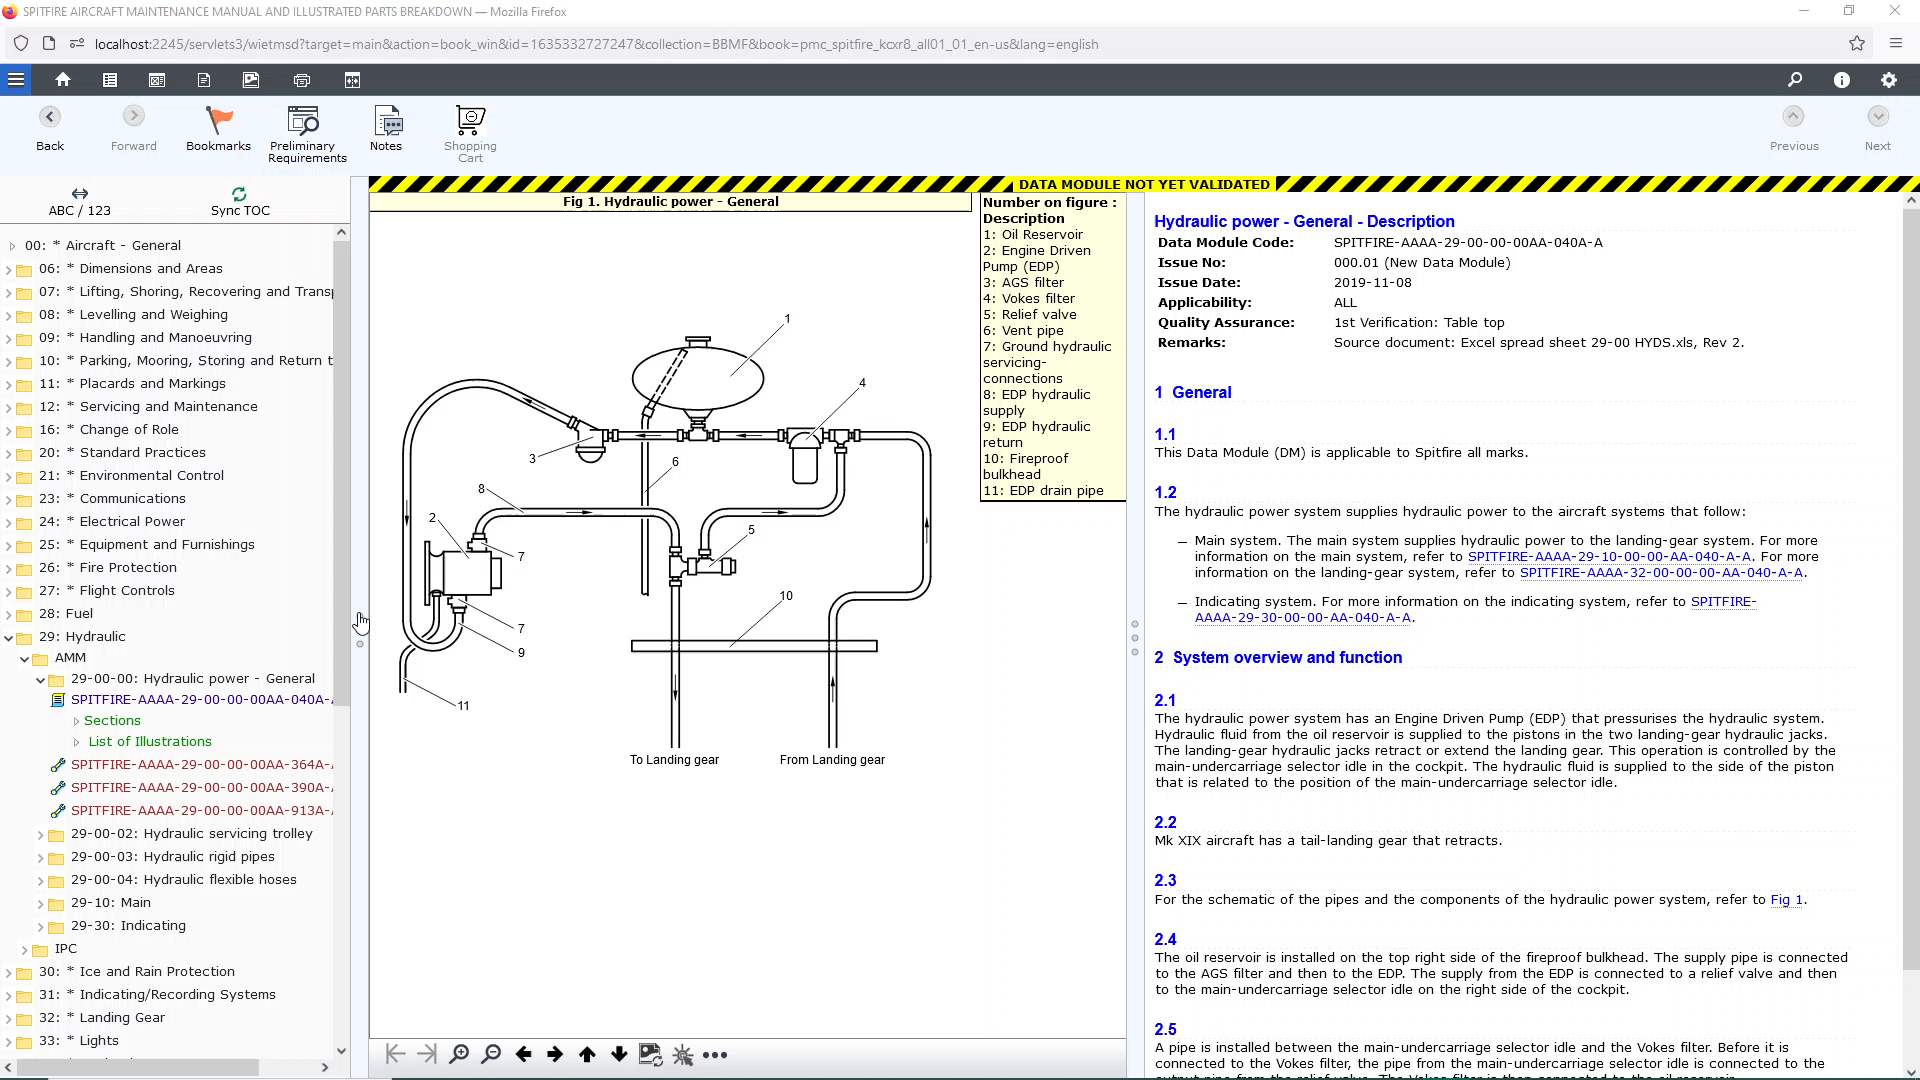 SPITFIRE AIRCRAFT MAINTENANCE MANUAL AND ILLUSTRATED PARTS BREAKDOWN — Mozilla Firefox
localhost:2245/servlets3/wietmsd?target=main&action=book_win&id=1635332727247&collection=BBMF&book=pmc_spitfire_kcxr8_all01_01_en-us&lang=english
Back
Forward
Bookmarks
Preliminary
Requirements
Notes
Shopping
Cart
Previous
Next
ABC / 123
Sync TOC
00: * Aircraft - General
06: * Dimensions and Areas
07: * Lifting, Shoring, Recovering and Transp
08: * Levelling and Weighing
09: * Handling and Manoeuvring
10: * Parking, Mooring, Storing and Return t
11: * Placards and Markings
12: * Servicing and Maintenance
16: * Change of Role
20: * Standard Practices
21: * Environmental Control
23: * Communications
24: * Electrical Power
25: * Equipment and Furnishings
26: * Fire Protection
27: * Flight Controls
28: Fuel
29: Hydraulic
AMM
29-00-00: Hydraulic power - General
SPITFIRE-AAAA-29-00-00-00AA-040A-
Sections
List of Illustrations
SPITFIRE-AAAA-29-00-00-00AA-364A-
SPITFIRE-AAAA-29-00-00-00AA-390A-
SPITFIRE-AAAA-29-00-00-00AA-913A-
29-00-02: Hydraulic servicing trolley
29-00-03: Hydraulic rigid pipes
29-00-04: Hydraulic flexible hoses
29-10: Main
29-30: Indicating
IPC
30: * Ice and Rain Protection
31: * Indicating/Recording Systems
32: * Landing Gear
33: * Lights
DATA MODULE NOT YET VALIDATED
Fig 1. Hydraulic power - General
1
4
3
6
8
2
5
7
10
7
9
11
To Landing gear
From Landing gear
Number on figure :
Description
1: Oil Reservoir
2: Engine Driven
Pump (EDP)
3: AGS filter
4: Vokes filter
5: Relief valve
6: Vent pipe
7: Ground hydraulic
servicing-
connections
8: EDP hydraulic
supply
9: EDP hydraulic
return
10: Fireproof
bulkhead
11: EDP drain pipe
Hydraulic power - General - Description
Data Module Code: SPITFIRE-AAAA-29-00-00-00AA-040A-A
Issue No: 000.01 (New Data Module)
Issue Date: 2019-11-08
Applicability: ALL
Quality Assurance: 1st Verification: Table top
Remarks: Source document: Excel spread sheet 29-00 HYDS.xls, Rev 2.
1 General
1.1
This Data Module (DM) is applicable to Spitfire all marks.
1.2
The hydraulic power system supplies hydraulic power to the aircraft systems that follow:
– Main system. The main system supplies hydraulic power to the landing-gear system. For more
information on the main system, refer to SPITFIRE-AAAA-29-10-00-00-AA-040-A-A. For more
information on the landing-gear system, refer to SPITFIRE-AAAA-32-00-00-00-AA-040-A-A.
– Indicating system. For more information on the indicating system, refer to SPITFIRE-
AAAA-29-30-00-00-AA-040-A-A.
2 System overview and function
2.1
The hydraulic power system has an Engine Driven Pump (EDP) that pressurises the hydraulic system.
Hydraulic fluid from the oil reservoir is supplied to the pistons in the two landing-gear hydraulic jacks.
The landing-gear hydraulic jacks retract or extend the landing gear. This operation is controlled by the
main-undercarriage selector idle in the cockpit. The hydraulic fluid is supplied to the side of the piston
that is related to the position of the main-undercarriage selector idle.
2.2
Mk XIX aircraft has a tail-landing gear that retracts.
2.3
For the schematic of the pipes and the components of the hydraulic power system, refer to Fig 1.
2.4
The oil reservoir is installed on the top right side of the fireproof bulkhead. The supply pipe is connected
to the AGS filter and then to the EDP. The supply from the EDP is connected to a relief valve and then
to the main-undercarriage selector idle on the right side of the cockpit.
2.5
A pipe is installed between the main-undercarriage selector idle and the Vokes filter. Before it is
connected to the Vokes filter, the pipe from the main-undercarriage selector idle is connected to the